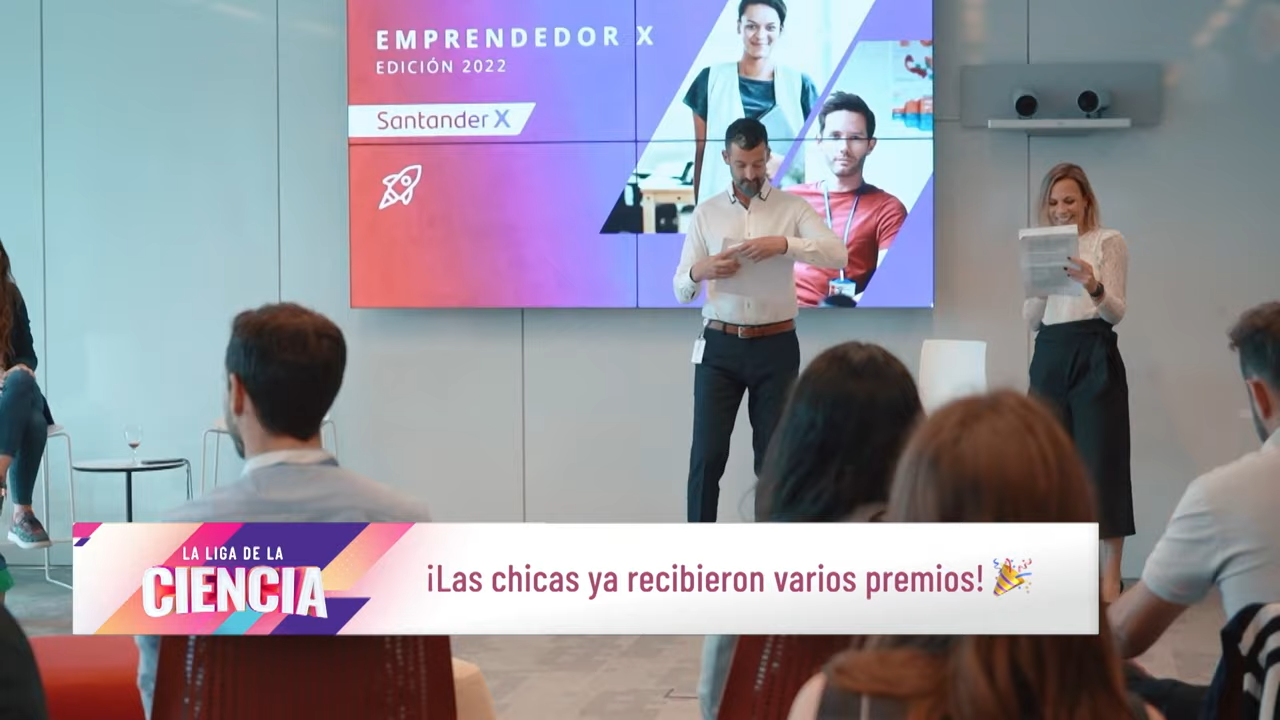 EMPRENDEDOR X
EDICIÓN 2022
Santander X
LA LIGA DE LA
CIENCIA
¡Las chicas ya recibieron varios premios! 🎉